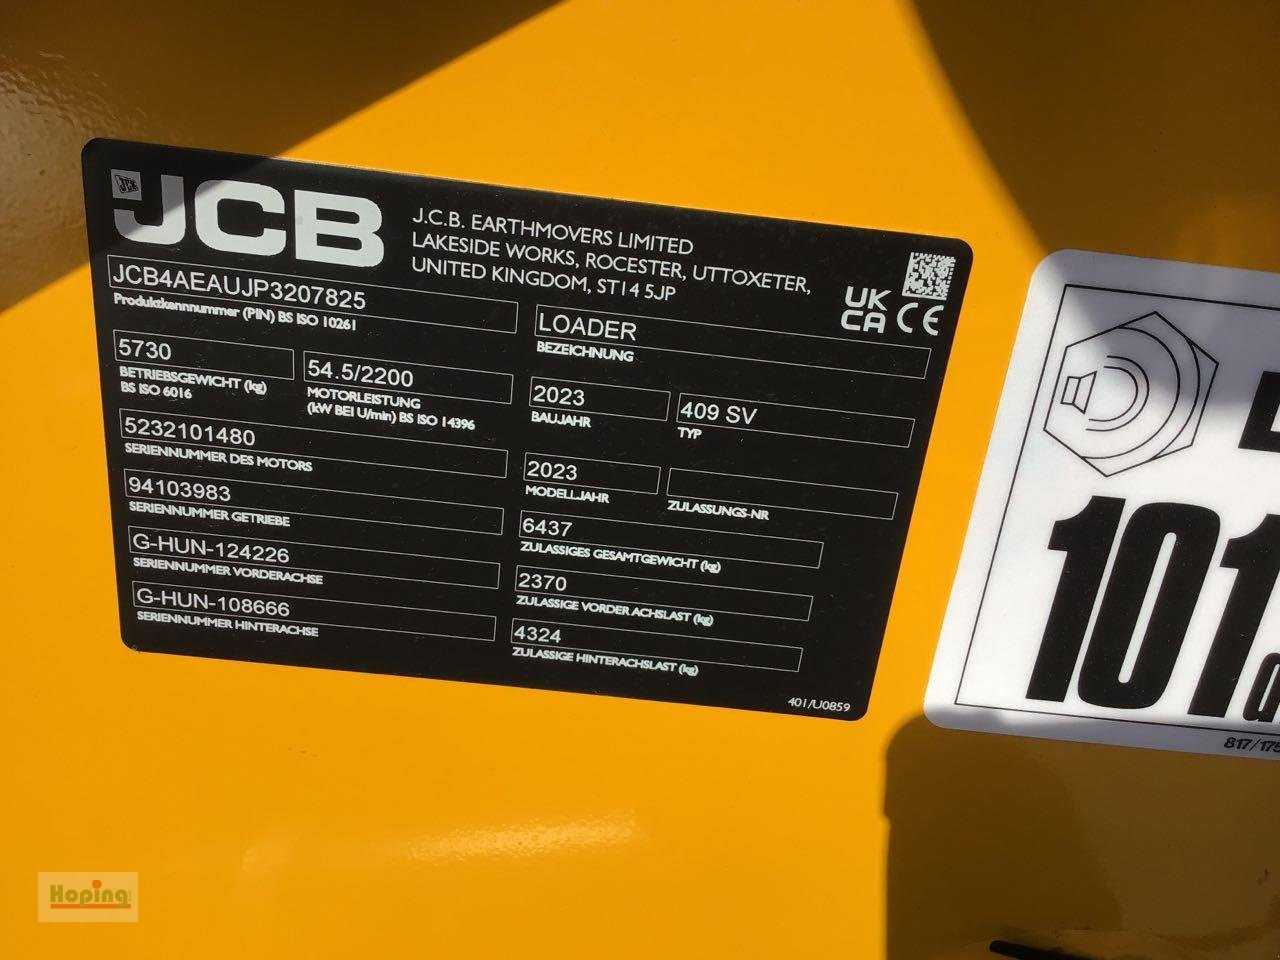 JCB
JCB
J.C.B. EARTHMOVERS LIMITED
LAKESIDE WORKS, ROCESTER, UTTOXETER,
UNITED KINGDOM, ST14 5JP
UK
CA CE
JCB4AEAUJP3207825
Produktkennnummer (PIN) BS ISO 10261
LOADER
BEZEICHNUNG
5730
BETRIEBSGEWICHT (kg)
BS ISO 6016
54.5/2200
MOTORLEISTUNG
(kW BEI U/min) BS ISO 14396
2023
BAUJAHR
409 SV
TYP
5232101480
SERIENNUMMER DES MOTORS
2023
MODELLJAHR
ZULASSUNGS-NR
94103983
SERIENNUMMER GETRIEBE
6437
ZULASSIGES GESAMTGEWICHT (kg)
G-HUN-124226
SERIENNUMMER VORDERACHSE
2370
ZULASSIGE VORDER ACHSLAST (kg)
G-HUN-108666
SERIENNUMMER HINTERACHSE
4324
ZULASSIGE HINTERACHSLAST (kg)
401/U0859
101
817/175
Hoping